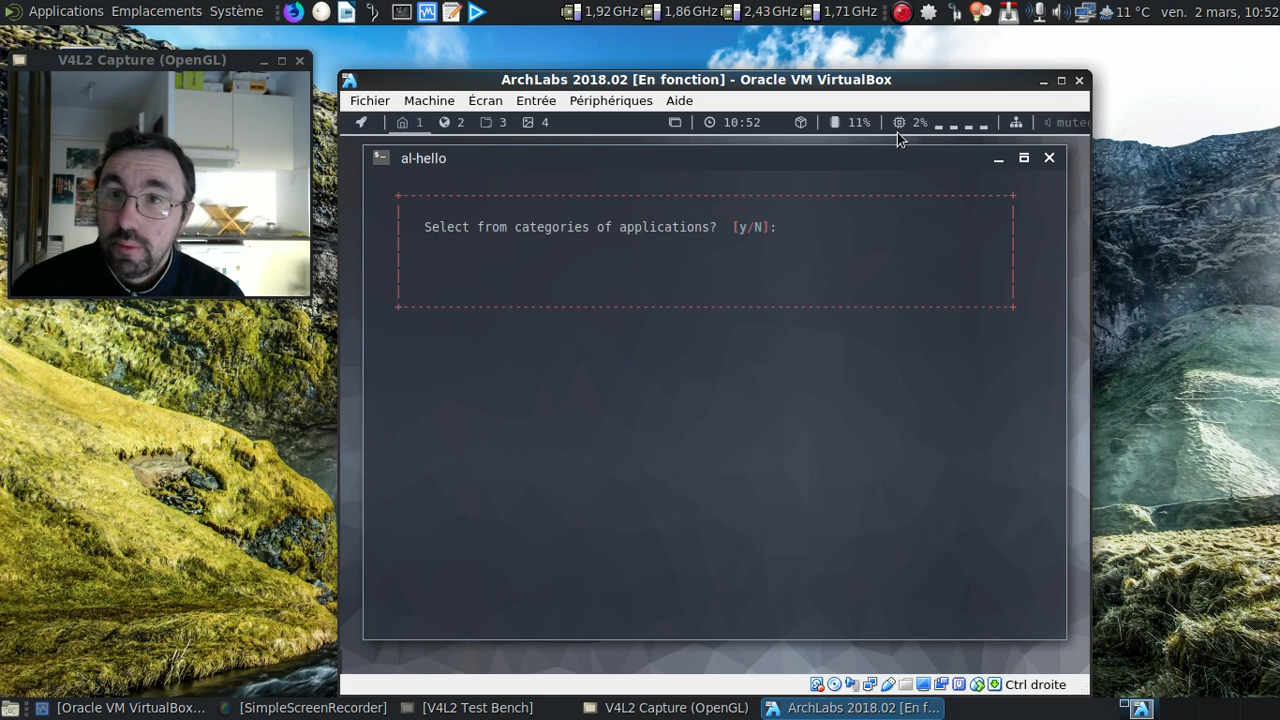 Applications Emplacements Système
1,92 GHz 1,86 GHz 2,43 GHz 1,71 GHz
11 °C ven. 2 mars, 10:52
V4L2 Capture (OpenGL)
ArchLabs 2018.02 [En fonction] - Oracle VM VirtualBox
Fichier Machine Écran Entrée Périphériques Aide
1 2 3 4 10:52 11% 2% mute
al-hello
Select from categories of applications? [y/N]:
Ctrl droite
[Oracle VM VirtualBox... [SimpleScreenRecorder] [V4L2 Test Bench] V4L2 Capture (OpenGL) ArchLabs 2018.02 [En f...